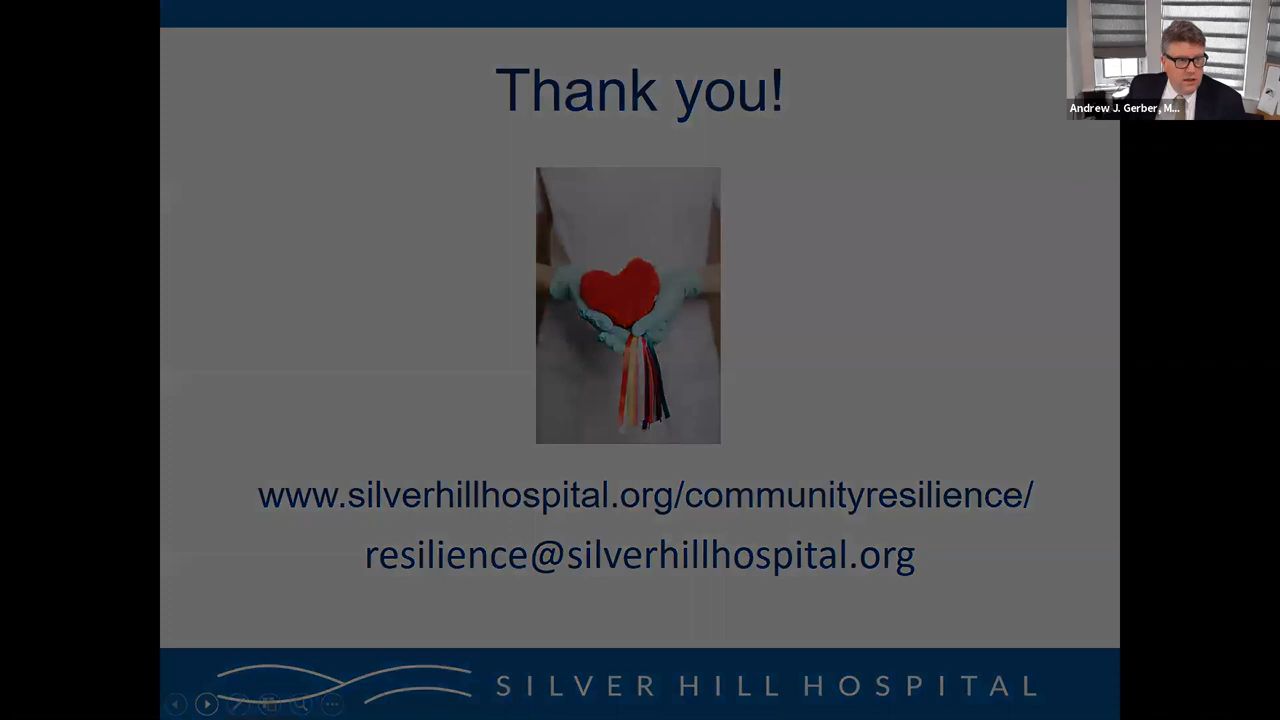 Thank you!
Andrew J. Gerber, M...
www.silverhillhospital.org/communityresilience/
resilience@silverhillhospital.org
SILVER HILL HOSPITAL